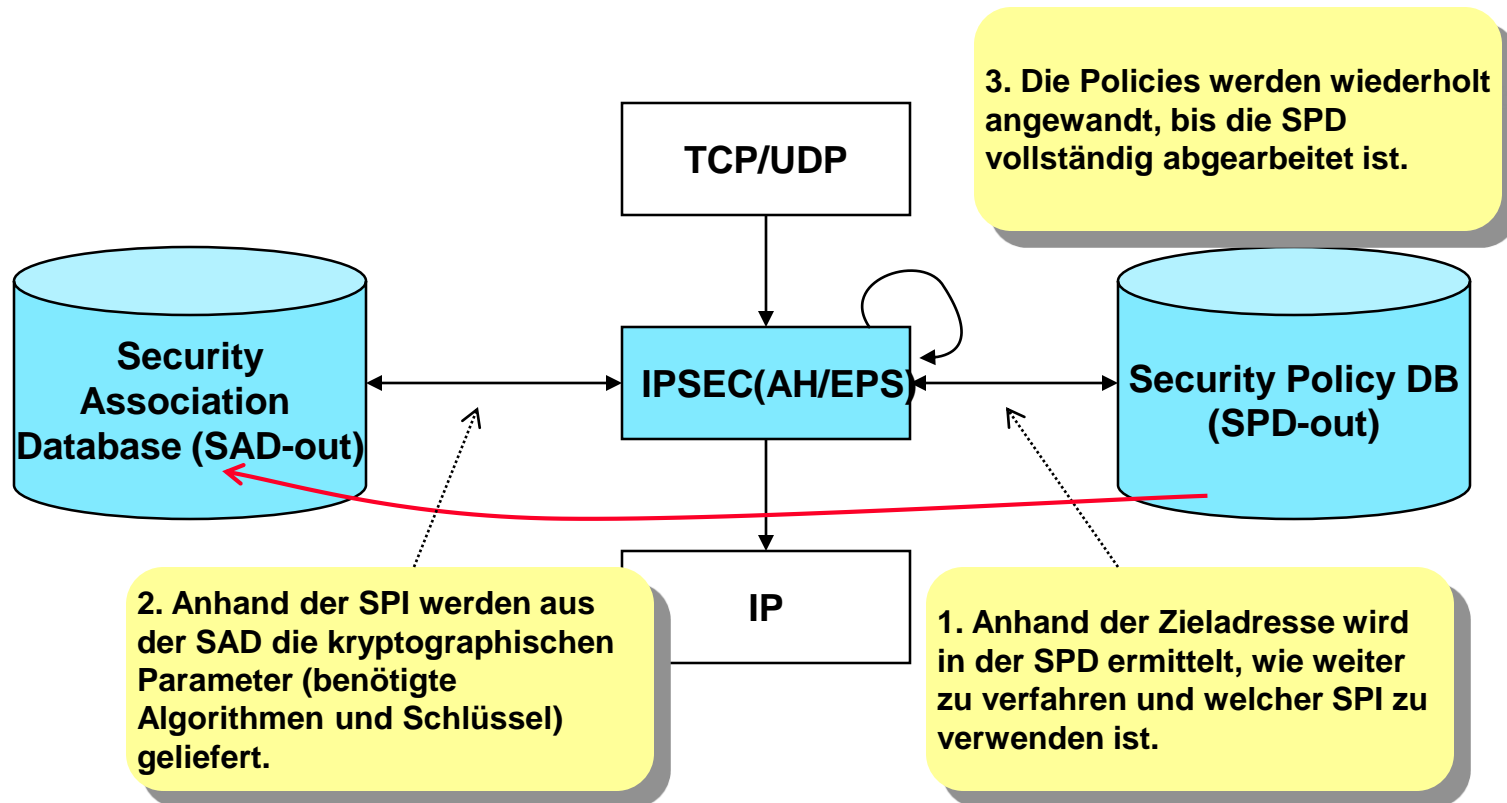 3. Die Policies werden wiederholt
angewandt, bis die SPD
vollständig abgearbeitet ist.
TCP/UDP
Security
Association
Database (SAD-out)
IPSEC(AH/EPS)
Security Policy DB
(SPD-out)
2. Anhand der SPI werden aus
der SAD die kryptographischen
Parameter (benötigte
Algorithmen und Schlüssel)
geliefert.
IP
1. Anhand der Zieladresse wird
in der SPD ermittelt, wie weiter
zu verfahren und welcher SPI zu
verwenden ist.